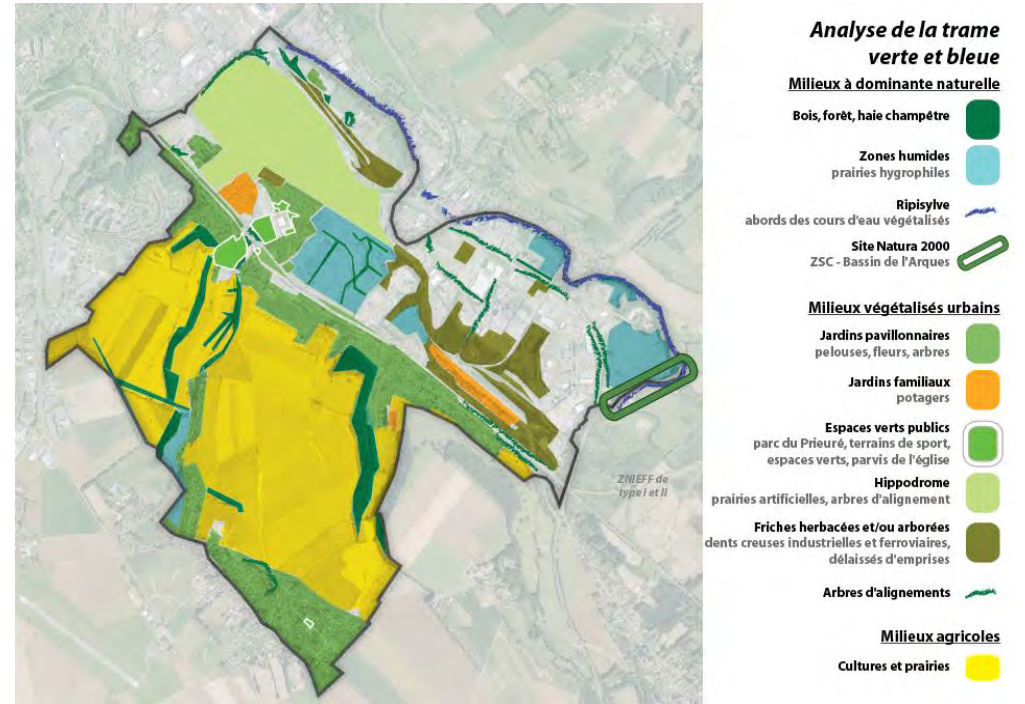 Analyse de la trame
verte et bleue
Milieux à dominante naturelle
Bois, forêt, haie champêtre
Zones humides
prairies hygrophiles
Ripisylve
abords des cours d'eau végétalisés
Site Natura 2000
ZSC - Bassin de l'Arques
Milieux végétalisés urbains
Jardins pavillonnaires
pelouses, fleurs, arbres
Jardins familiaux
potagers
Espaces verts publics
parc du Prieuré, terrains de sport,
espaces verts, parvis de l'église
Hippodrome
prairies artificielles, arbres d'alignement
Friches herbacées et/ou arborées
dents creuses industrielles et ferroviaires,
délaissés d'emprises
Arbres d'alignements
Milieux agricoles
Cultures et prairies
ZNIEFF de
type I et II